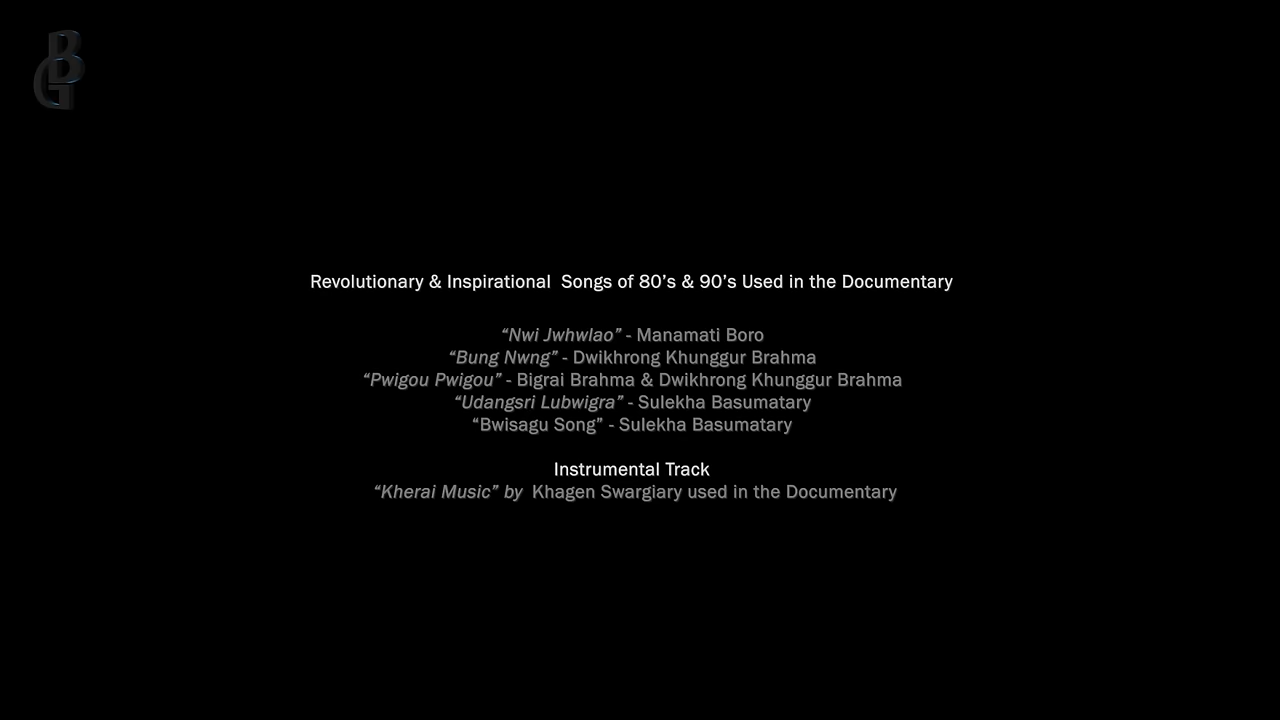 BG
Revolutionary & Inspirational  Songs of 80’s & 90’s Used in the Documentary
“Nwi Jwhwlao” - Manamati Boro
“Bung Nwng” - Dwikhrong Khunggur Brahma
“Pwigou Pwigou” - Bigrai Brahma & Dwikhrong Khunggur Brahma
“Udangsri Lubwigra” - Sulekha Basumatary
“Bwisagu Song” - Sulekha Basumatary
Instrumental Track
“Kherai Music” by  Khagen Swargiary used in the Documentary